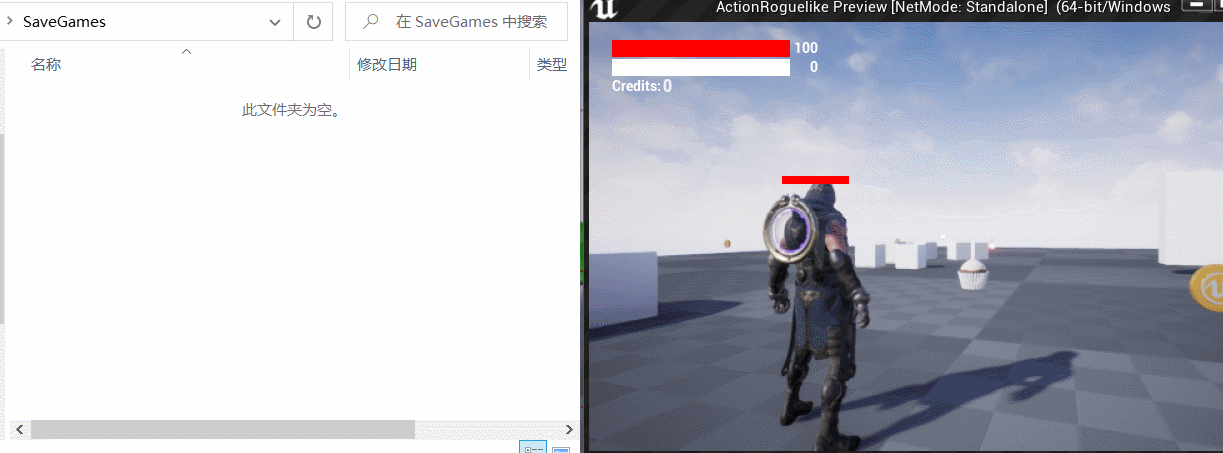 SaveGames
在 SaveGames 中搜索
名称
修改日期
类型
此文件夹为空。
ActionRoguelike Preview [NetMode: Standalone] (64-bit/Windows
100
0
Credits: 0